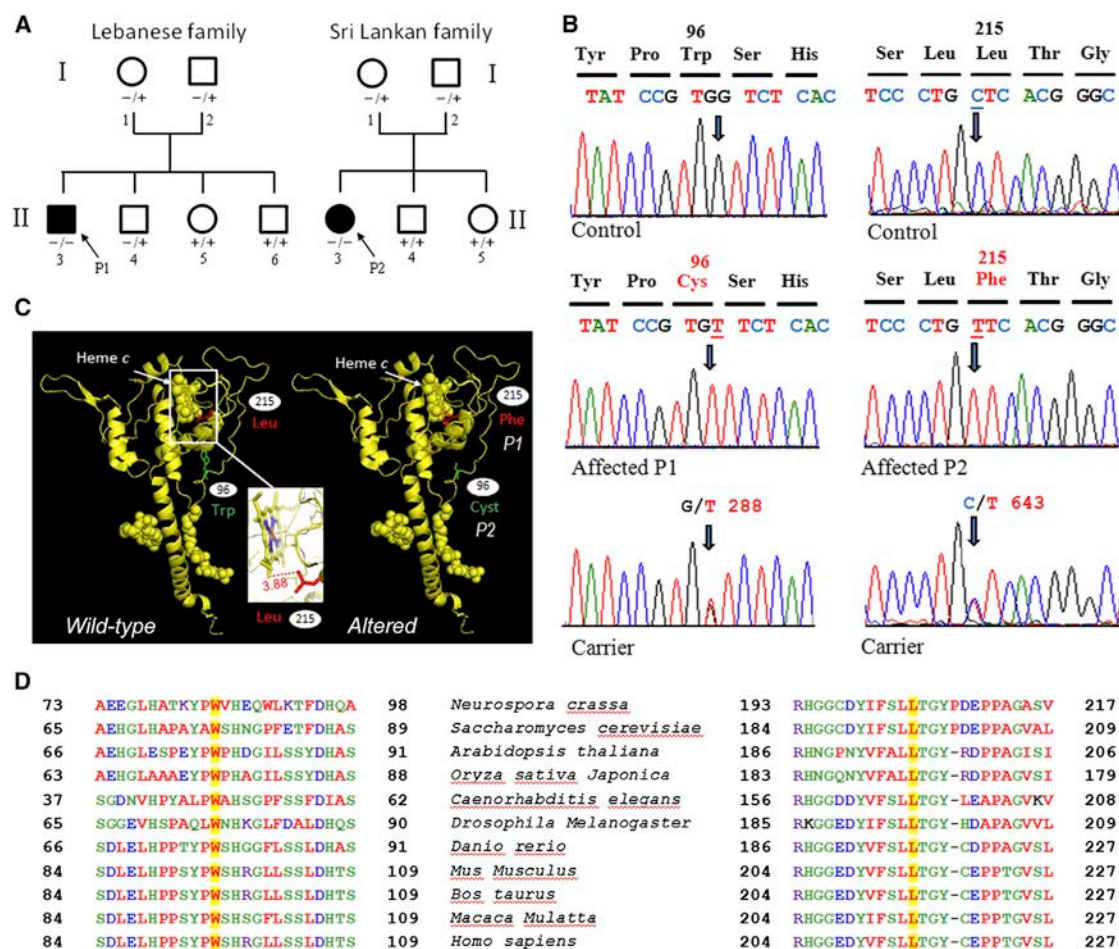 A
Lebanese family
Sri Lankan family
I
I
−/+
−/+
−/+
−/+
1
2
1
2
II
II
−/−
−/+
+/+
+/+
−/−
+/+
+/+
3
P1
4
5
6
3
P2
4
5
B
96
Tyr Pro Trp Ser His
TAT CCG TGG TCT CAC
Control
215
Ser Leu Leu Thr Gly
TCC CTG CTC ACG GGC
Control
96
Tyr Pro Cys Ser His
TAT CCG TGT TCT CAC
Affected P1
215
Ser Leu Phe Thr Gly
TCC CTG TTC ACG GGC
Affected P2
G/T 288
Carrier
C/T 643
Carrier
C
Heme c
215
Leu
96
Trp
3.88
Leu 215
Wild-type
Heme c
215
Phe
P1
96
Cyst
P2
Altered
D
73 AEEGLHATKYPWVHEQWLKTFDHQA 98 Neurospora crassa 193 RHGGCDYIFSLLTGYPDEPPAGASV 217
65 AEHGLHAPAYAWSHNGPFETFDHAS 89 Saccharomyces cerevisiae 184 RHGGCDYIFSLLTGYPDEPPAGVAL 209
66 AEHGLESPEYPWPHDGILSSYDHAS 91 Arabidopsis thaliana 186 RHNGPNYVFALLTGY-RDPPAGISI 206
63 AEHGLAAAEYPWPHAGILSSYDHAS 88 Oryza sativa Japonica 183 RHNGQNYVFALLTGY-RDPPAGISI 179
37 SGDNVHPYALPWAHSGPFSSFDIAS 62 Caenorhabditis elegans 156 RHGGDDYVFSLLTGY-LEAPAGVKV 208
65 SGGEVHSPAQLWNHKGLFDALDHQS 90 Drosophila Melanogaster 185 RKGGEDYIFSLLTGY-HDAPAGVVL 209
66 SDLELHPPTYPWSHGGLLSSLDHAS 91 Danio rerio 186 RHGGEDYVFSLLTGY-CEPPAGVSL 227
84 SDLELHPPSYPWSHRGLLSSLDHTS 109 Mus Musculus 204 RHGGEDYVFSLLTGY-CEPPTGVSL 227
84 SDLELHPPSYPWSHRGLLSSLDHTS 109 Bos taurus 204 RHGGEDYVFSLLTGY-CEPPTGVSL 227
84 SDLELHPPSYPWSHSGLLSSLDHTS 109 Macaca Mulatta 204 RHGGEDYVFSLLTGY-CEPPTGVSL 227
84 SDLELHPPSYPWSHRGLLSSLDHTS 109 Homo sapiens 204 RHGGEDYVFSLLTGY-CEPPTGVSL 227